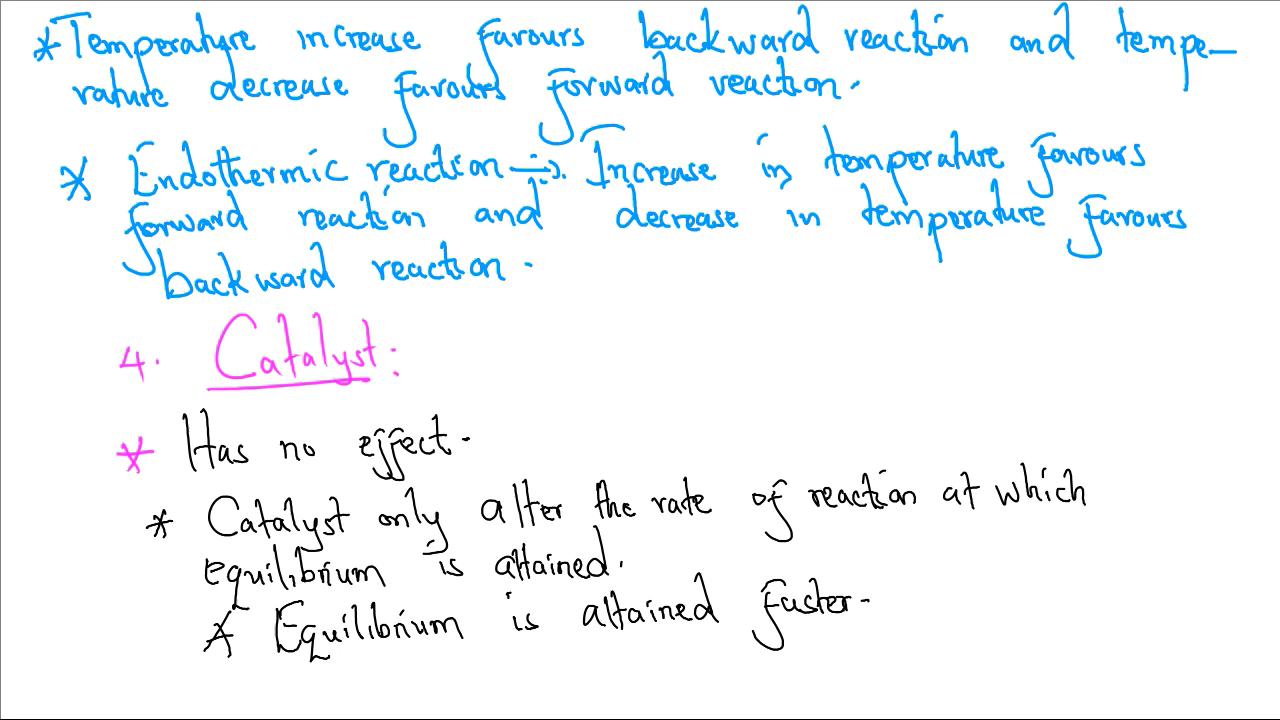 * Temperature increase favours backward reaction and tempe-
rature decrease favours forward reaction.
* Endothermic reaction ⇒: Increase in temperature favours
forward reaction and decrease in temperature favours
backward reaction.
4. Catalyst:
* Has no effect.
* Catalyst only alter the rate of reaction at which
equilibrium is attained.
* Equilibrium is attained faster.